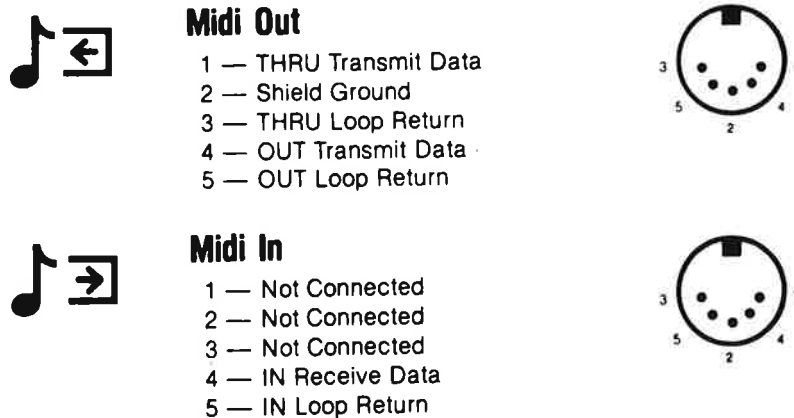 Midi Out
1 — THRU Transmit Data
2 — Shield Ground
3 — THRU Loop Return
4 — OUT Transmit Data
5 — OUT Loop Return
3
5
2
4
Midi In
1 — Not Connected
2 — Not Connected
3 — Not Connected
4 — IN Receive Data
5 — IN Loop Return
3
5
2
4